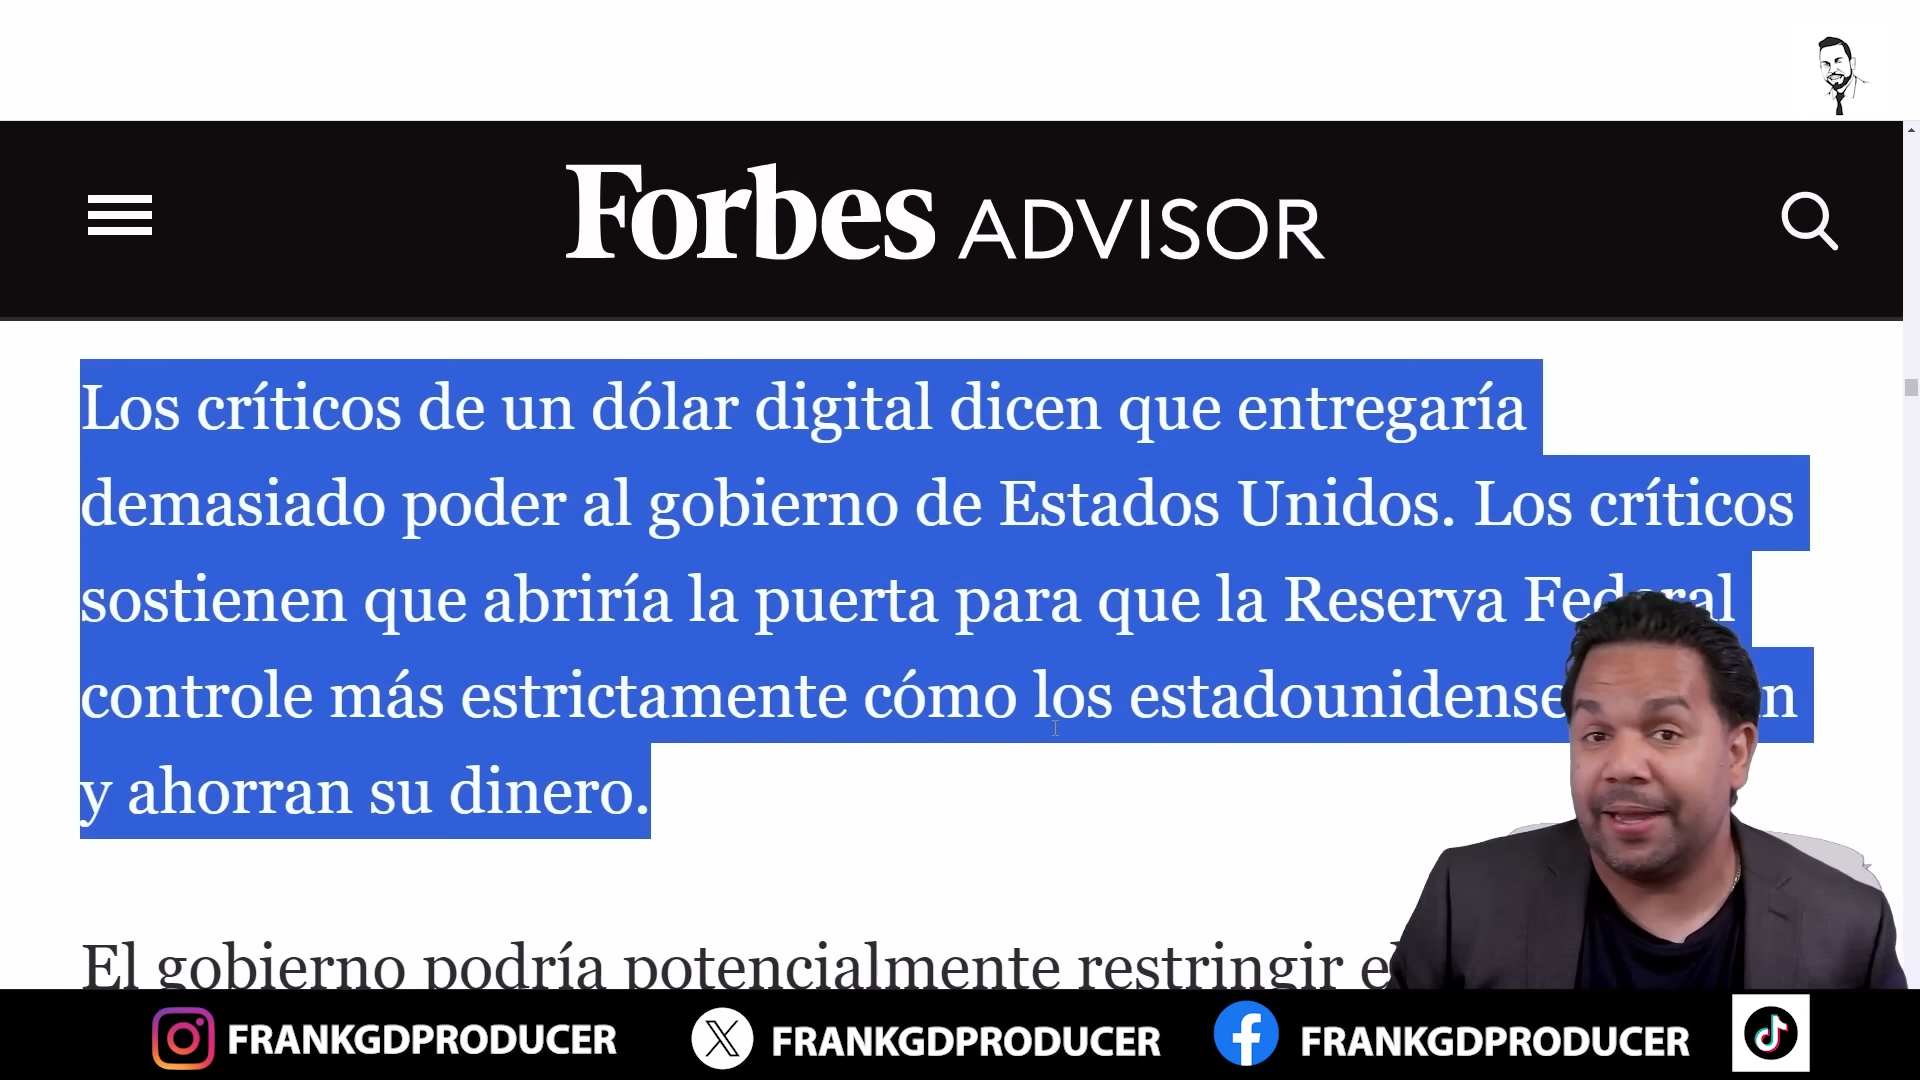 Forbes ADVISOR
Los críticos de un dólar digital dicen que entregaría
demasiado poder al gobierno de Estados Unidos. Los críticos
sostienen que abriría la puerta para que la Reserva Federal
controle más estrictamente cómo los
y ahorran su dinero.
El gobierno podría potencialmente restringir
FRANKGDPRODUCER
FRANKGDPRODUCER
FRANKGDPRODUCER